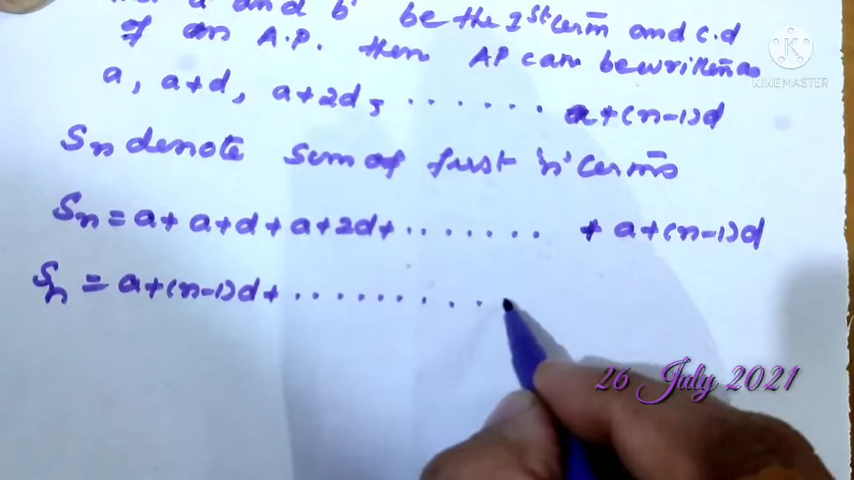 'a' and 'b' be the 1st term and c.d
of an A.P. then AP can be written as
a, a+d, a+2d, ....... a+(n-1)d
Sn denote sum of first 'n' terms
Sn = a + a+d + a+2d + ....... + a+(n-1)d
Sn = a+(n-1)d + ..........
KINEMASTER
26 July 2021